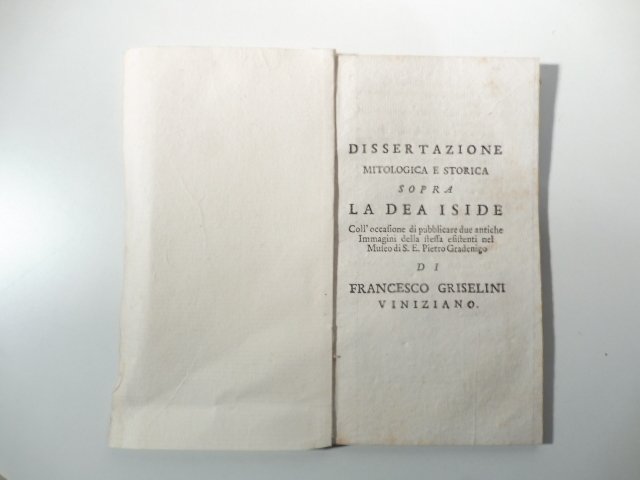 DISSERTAZIONE
MITOLOGICA E STORICA
SOPRA
LA DEA ISIDE
Coll' occasione di pubblicare due antiche
Immagini della stessa esistenti nel
Museo di S. E. Pietro Gradenigo
DI
FRANCESCO GRISELINI
VINIZIANO.